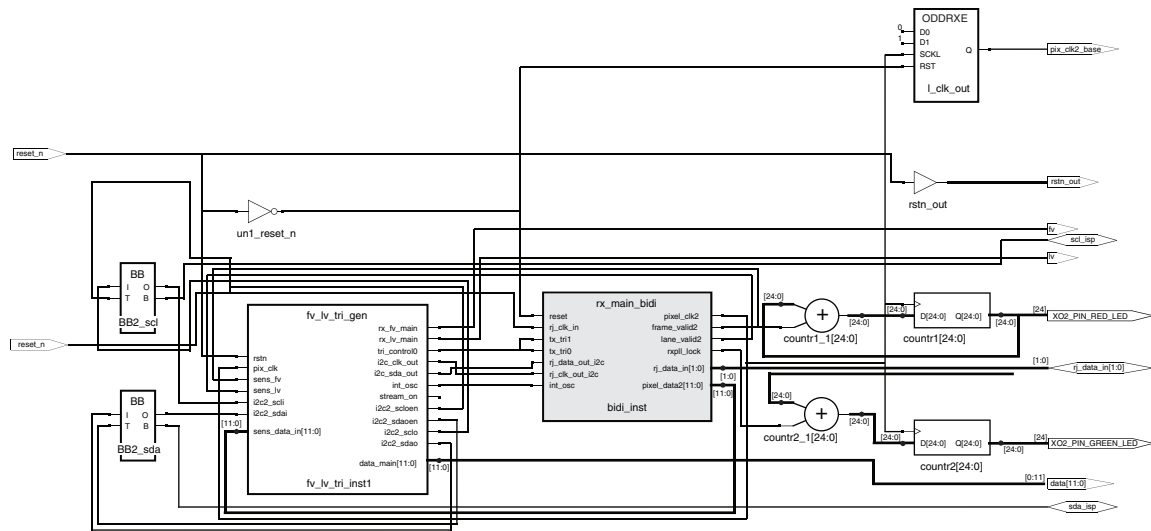 ODDRXE
0 D0
1 D1
SCKL
RST
Q
pix_clk2_base
l_clk_out
reset_n
rstn_out
rstn_out
un1_reset_n
fv
scl_isp
lv
BB
I O
T B
BB2_scl
fv_lv_tri_gen
rx_fv_main
rx_lv_main
tri_control0
i2c_clk_out
i2c_sda_out
int_osc
stream_on
i2c2_scloen
i2c2_sdaoen
i2c2_sclo
i2c2_sdao
data_main[11:0]
[11:0]
rstn
pix_clk
sens_fv
sens_lv
i2c2_scli
i2c2_sdai
[11:0]
sens_data_in[11:0]
fv_lv_tri_inst1
reset_n
BB
I O
T B
BB2_sda
rx_main_bidi
reset
rj_clk_in
tx_tri1
tx_tri0
rj_data_out_i2c
rj_clk_out_i2c
int_osc
pixel_clk2
frame_valid2
lane_valid2
rxpll_lock
rj_data_in[1:0]
[1:0]
pixel_data2[11:0]
[11:0]
bidi_inst
[24:0]
+
[24:0]
countr1_1[24:0]
[24:0]
D[24:0] Q[24:0]
[24:0]
countr1[24:0]
[24]
XO2_PIN_RED_LED
[1:0]
rj_data_in[1:0]
[24:0]
+
[24:0]
countr2_1[24:0]
[24:0]
D[24:0] Q[24:0]
[24:0]
countr2[24:0]
[24]
XO2_PIN_GREEN_LED
[0:11]
data[11:0]
sda_isp